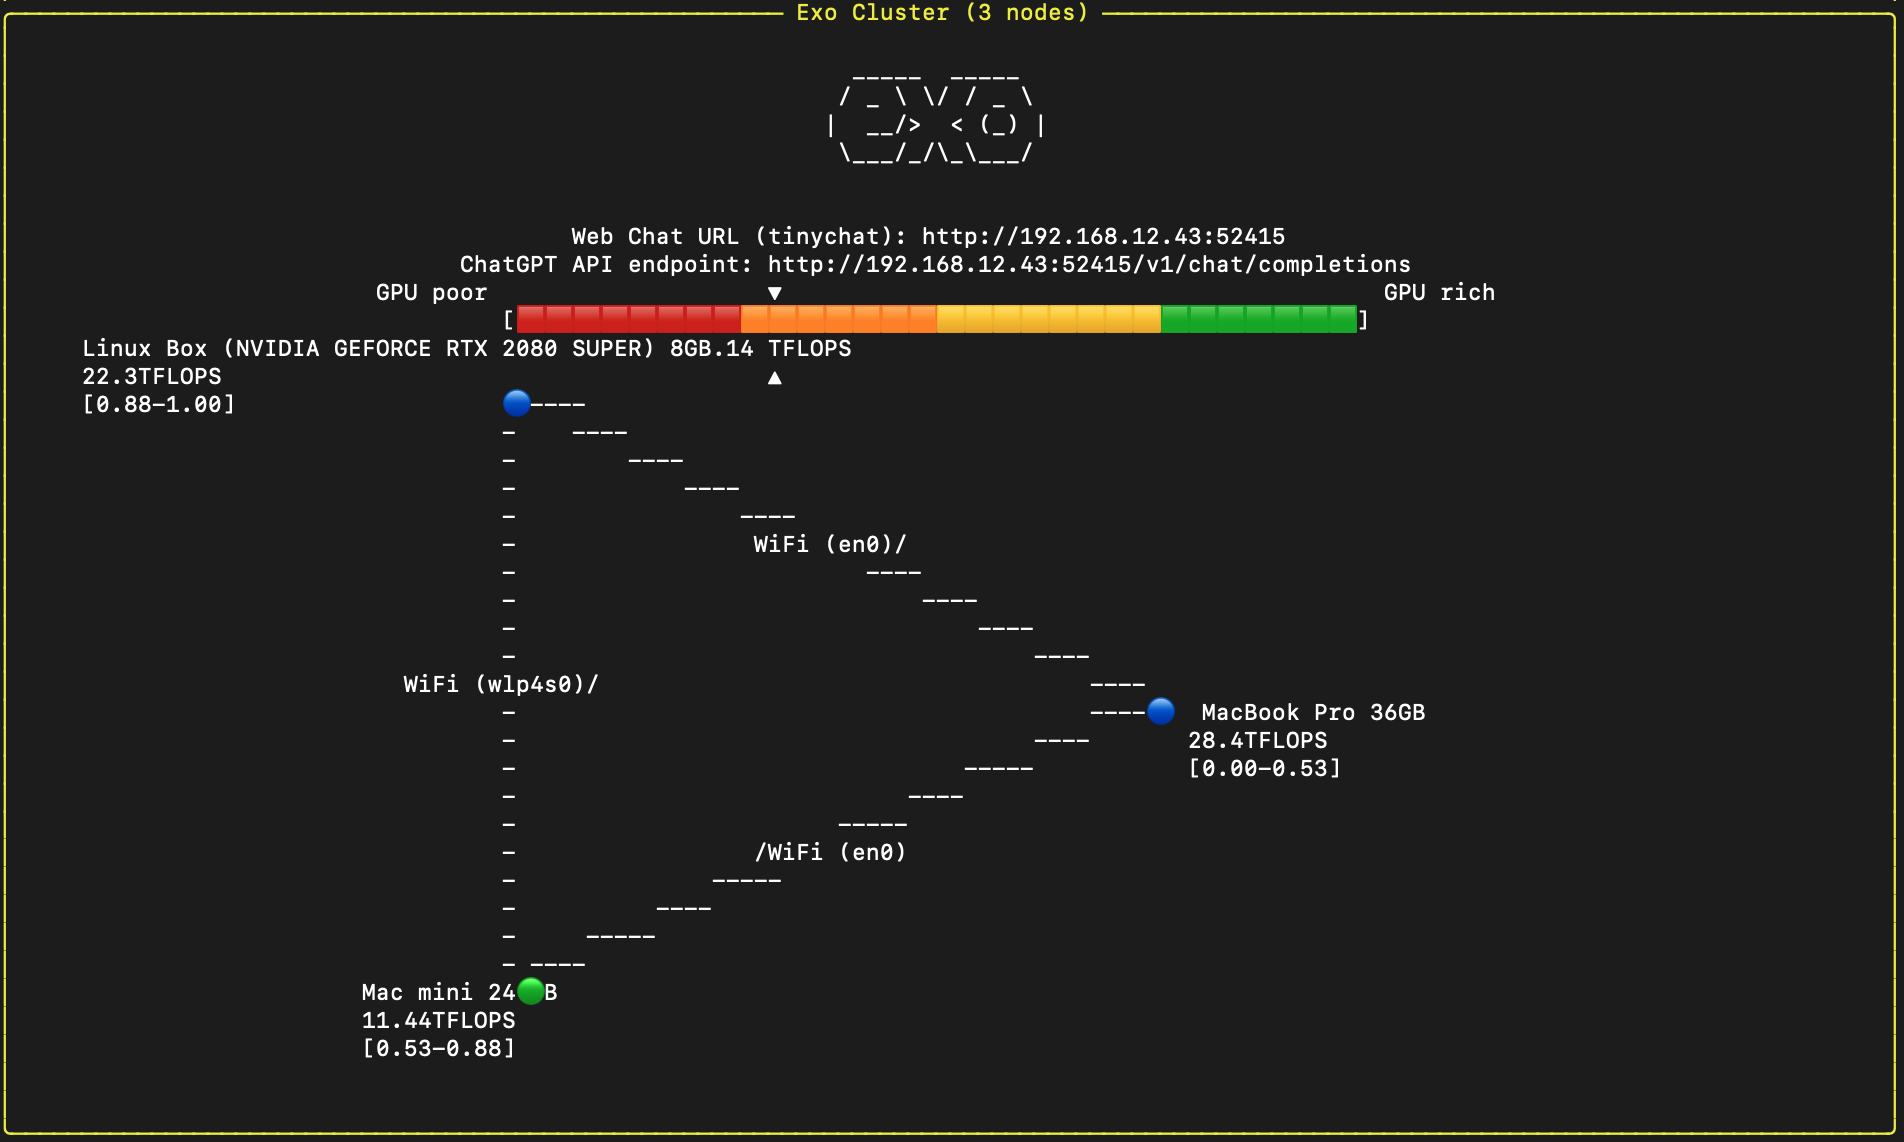 Exo Cluster (3 nodes)
exo
Web Chat URL (tinychat): http://192.168.12.43:52415
ChatGPT API endpoint: http://192.168.12.43:52415/v1/chat/completions
GPU poor ▼ GPU rich
[ ]
Linux Box (NVIDIA GEFORCE RTX 2080 SUPER) 8GB.14 TFLOPS
22.3TFLOPS ▲
[0.88-1.00]
WiFi (en0)/
WiFi (wlp4s0)/
MacBook Pro 36GB
28.4TFLOPS
[0.00-0.53]
/WiFi (en0)
Mac mini 24 B
11.44TFLOPS
[0.53-0.88]